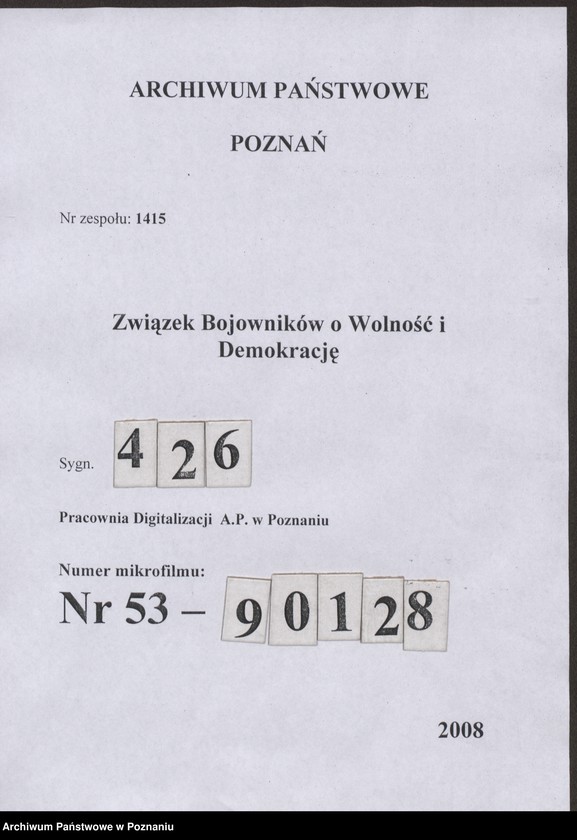 ARCHIWUM PAŃSTWOWE
POZNAŃ
Nr zespołu: 1415
Związek Bojowników o Wolność i
Demokrację
Sygn. 426
Pracownia Digitalizacji A.P. w Poznaniu
Numer mikrofilmu:
Nr 53 – 90128
2008
Archiwum Państwowe w Poznaniu